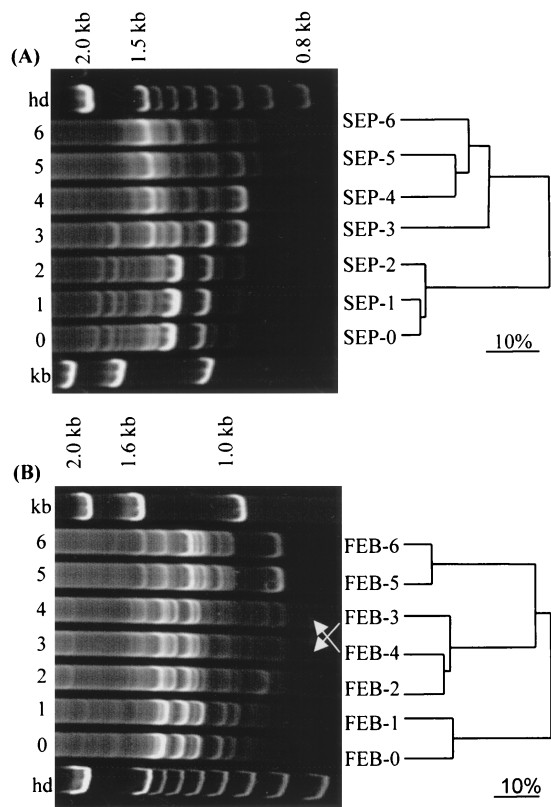 2.0 kb 1.5 kb 0.8 kb
(A)
hd
6 SEP-6
5 SEP-5
4 SEP-4
3 SEP-3
2 SEP-2
1 SEP-1
0 SEP-0
kb 10%
2.0 kb 1.6 kb 1.0 kb
(B)
kb
6 FEB-6
5 FEB-5
4 FEB-3
3 FEB-4
2 FEB-2
1 FEB-1
0 FEB-0
hd 10%